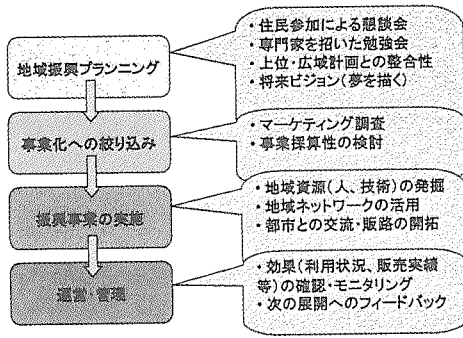 地域振興プランニング
・住民参加による懇談会
・専門家を招いた勉強会
・上位・広域計画との整合性
・将来ビジョン(夢を描く)
事業化への絞り込み
・マーケティング調査
・事業採算性の検討
振興事業の実施
・地域資源(人、技術)の発掘
・地域ネットワークの活用
・都市との交流・販路の開拓
運営・管理
・効果(利用状況、販売実績
等)の確認・モニタリング
・次の展開へのフィードバック